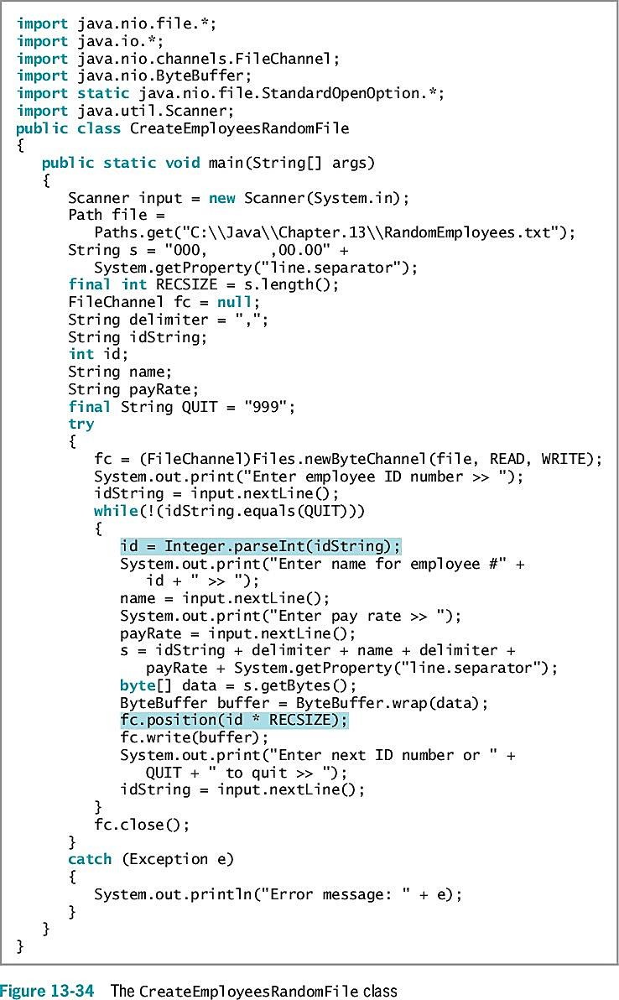 import java.nio.file.*;
import java.io.*;
import java.nio.channels.FileChannel;
import java.nio.ByteBuffer;
import static java.nio.file.StandardOpenOption.*;
import java.util.Scanner;
public class CreateEmployeesRandomFile
{
   public static void main(String[] args)
   {
      Scanner input = new Scanner(System.in);
      Path file =
         Paths.get("C:\\Java\\Chapter.13\\RandomEmployees.txt");
      String s = "000,       ,00.00" +
         System.getProperty("line.separator");
      final int RECSIZE = s.length();
      FileChannel fc = null;
      String delimiter = ",";
      String idString;
      int id;
      String name;
      String payRate;
      final String QUIT = "999";
      try
      {
         fc = (FileChannel)Files.newByteChannel(file, READ, WRITE);
         System.out.print("Enter employee ID number >> ");
         idString = input.nextLine();
         while(!(idString.equals(QUIT)))
         {
            id = Integer.parseInt(idString);
            System.out.print("Enter name for employee #" +
               id + " >> ");
            name = input.nextLine();
            System.out.print("Enter pay rate >> ");
            payRate = input.nextLine();
            s = idString + delimiter + name + delimiter +
               payRate + System.getProperty("line.separator");
            byte[] data = s.getBytes();
            ByteBuffer buffer = ByteBuffer.wrap(data);
            fc.position(id * RECSIZE);
            fc.write(buffer);
            System.out.print("Enter next ID number or " +
               QUIT + " to quit >> ");
            idString = input.nextLine();
         }
         fc.close();
      }
      catch (Exception e)
      {
         System.out.println("Error message: " + e);
      }
   }
}
Figure 13-34 The CreateEmployeesRandomFile class